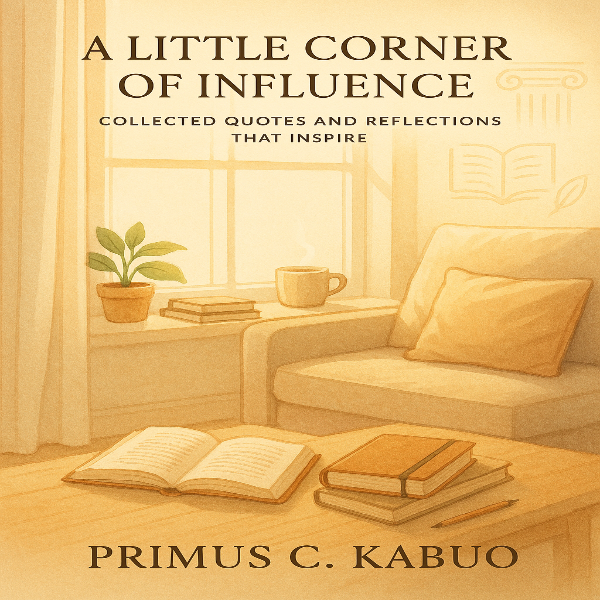 A LITTLE CORNER
OF INFLUENCE
COLLECTED QUOTES AND REFLECTIONS
THAT INSPIRE
PRIMUS C. KABUO